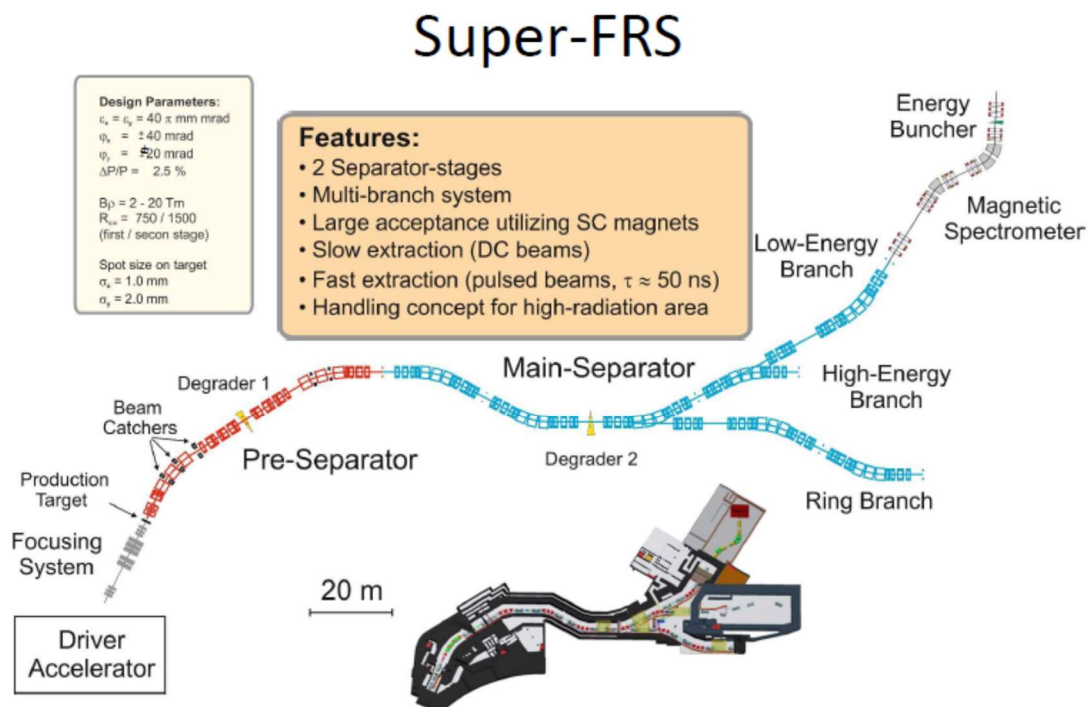 Super-FRS
Design Parameters:
εx = εy = 40 π mm mrad
φx = ±40 mrad
φy = ±20 mrad
ΔP/P = 2.5 %
Bρ = 2 - 20 Tm
Rion = 750 / 1500
(first / secon stage)
Spot size on target
σx = 1.0 mm
σy = 2.0 mm
Features:
• 2 Separator-stages
• Multi-branch system
• Large acceptance utilizing SC magnets
• Slow extraction (DC beams)
• Fast extraction (pulsed beams, τ ≈ 50 ns)
• Handling concept for high-radiation area
Energy
Buncher
Magnetic
Spectrometer
Low-Energy
Branch
Main-Separator
High-Energy
Branch
Degrader 1
Beam
Catchers
Pre-Separator
Degrader 2
Production
Target
Ring Branch
Focusing
System
20 m
Driver
Accelerator